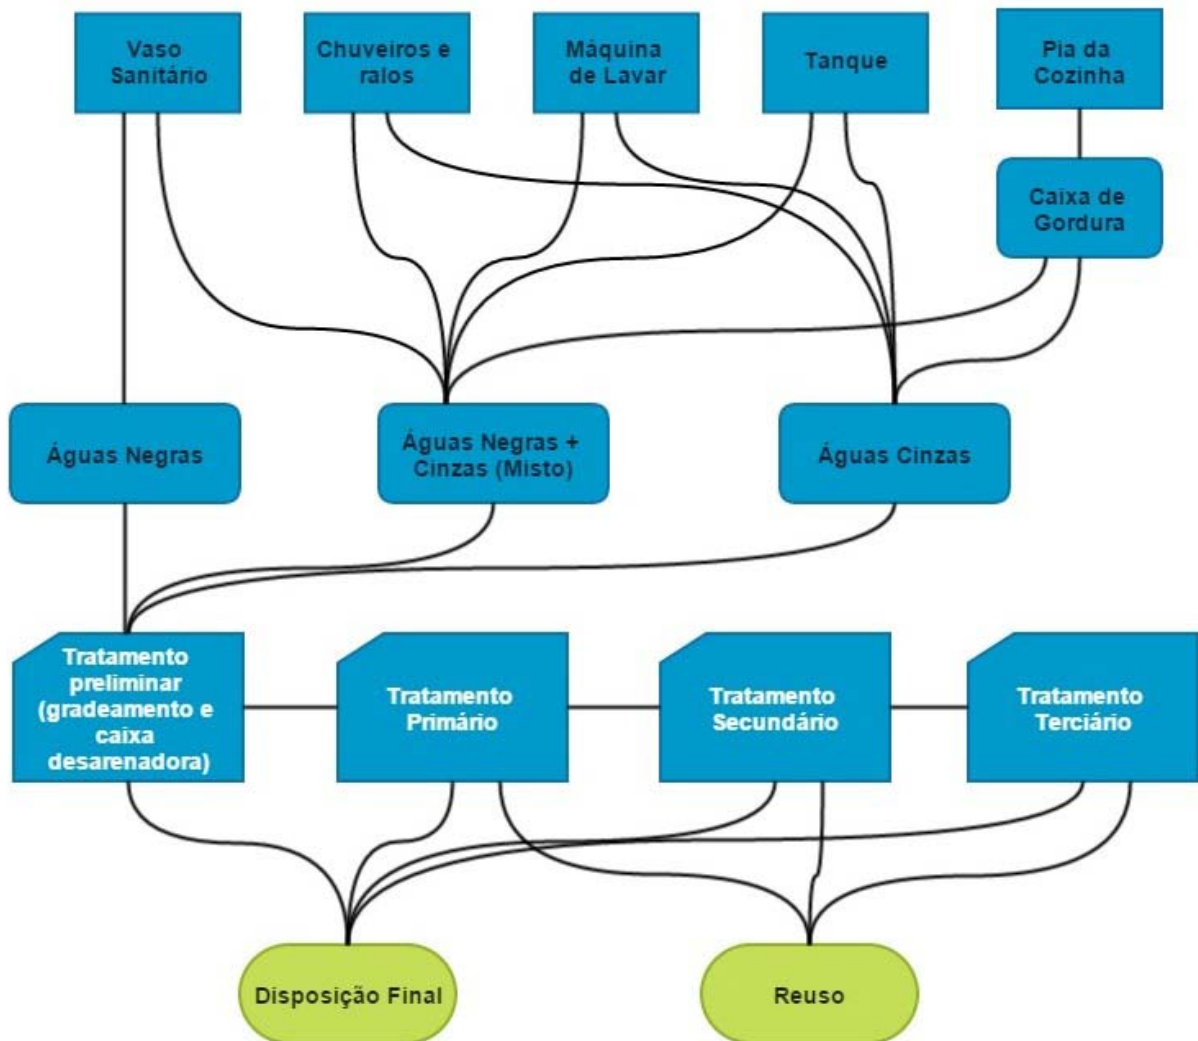 Vaso
Sanitário
Chuveiros e
ralos
Máquina
de Lavar
Tanque
Pia da
Cozinha
Caixa de
Gordura
Águas Negras
Águas Negras +
Cinzas (Misto)
Águas Cinzas
Tratamento
preliminar
(gradeamento e
caixa
desarenadora)
Tratamento
Primário
Tratamento
Secundário
Tratamento
Terciário
Disposição Final
Reuso